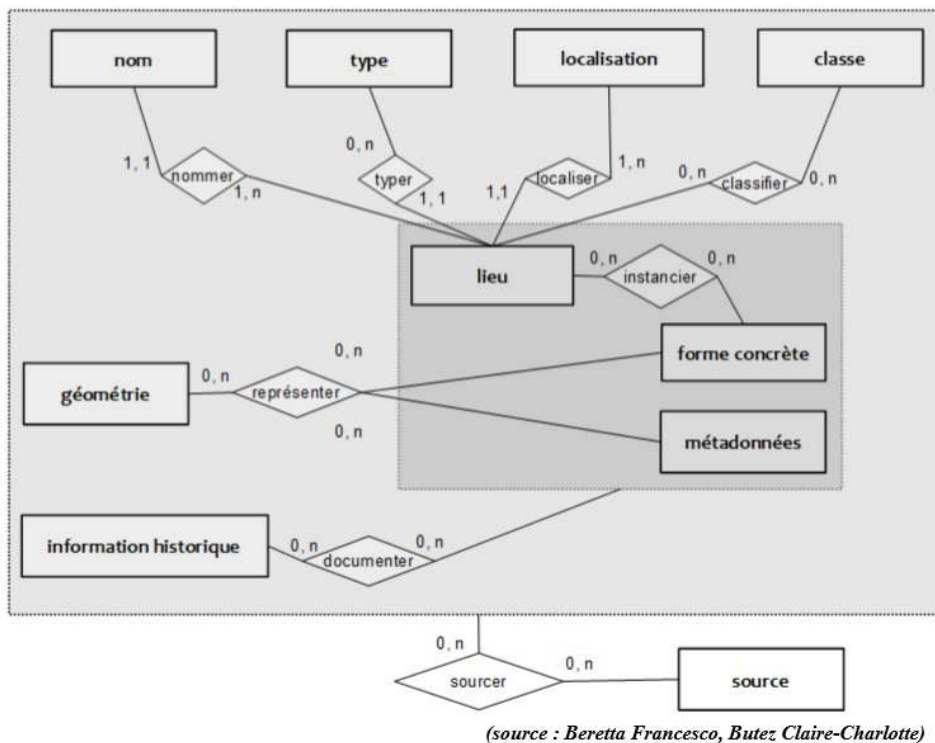 nom
type
localisation
classe
1, 1
nommer
1, n
0, n
typer
1, 1
1,1
localiser
1, n
0, n
classifier
0, n
lieu
0, n
instancier
0, n
forme concrète
géométrie
0, n
représenter
0, n
0, n
métadonnées
information historique
0, n
documenter
0, n
0, n
sourcer
0, n
source
(source : Beretta Francesco, Butez Claire-Charlotte)